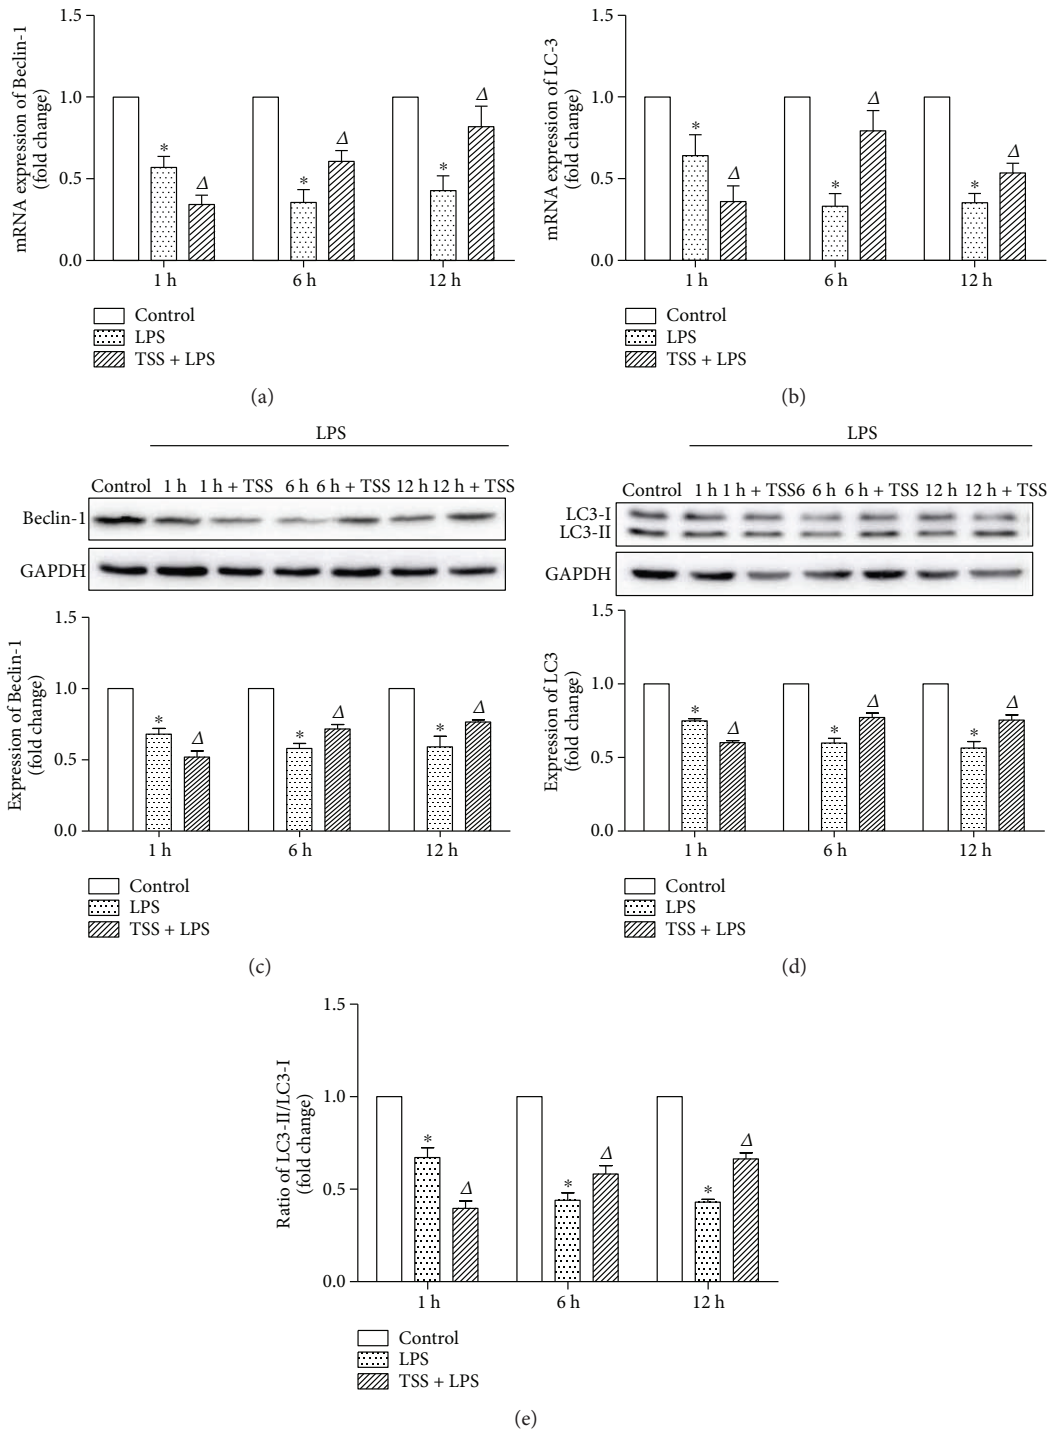 mRNA expression of Beclin-1
(fold change)
1.5
1.0
0.5
0.0
*
Δ
*
Δ
*
Δ
1 h
6 h
12 h
Control
LPS
TSS + LPS
(a)
mRNA expression of LC-3
(fold change)
1.5
1.0
0.5
0.0
*
Δ
*
Δ
*
Δ
1 h
6 h
12 h
Control
LPS
TSS + LPS
(b)
LPS
Control 1 h 1 h + TSS 6 h 6 h + TSS 12 h 12 h + TSS
Beclin-1
GAPDH
Expression of Beclin-1
(fold change)
1.5
1.0
0.5
0.0
*
Δ
*
Δ
*
Δ
1 h
6 h
12 h
Control
LPS
TSS + LPS
(c)
LPS
Control 1 h 1 h + TSS6 6 h 6 h + TSS 12 h 12 h + TSS
LC3-I
LC3-II
GAPDH
Expression of LC3
(fold change)
1.5
1.0
0.5
0.0
*
Δ
*
Δ
*
Δ
1 h
6 h
12 h
Control
LPS
TSS + LPS
(d)
Ratio of LC3-II/LC3-I
(fold change)
1.5
1.0
0.5
0.0
*
Δ
*
Δ
*
Δ
1 h
6 h
12 h
Control
LPS
TSS + LPS
(e)